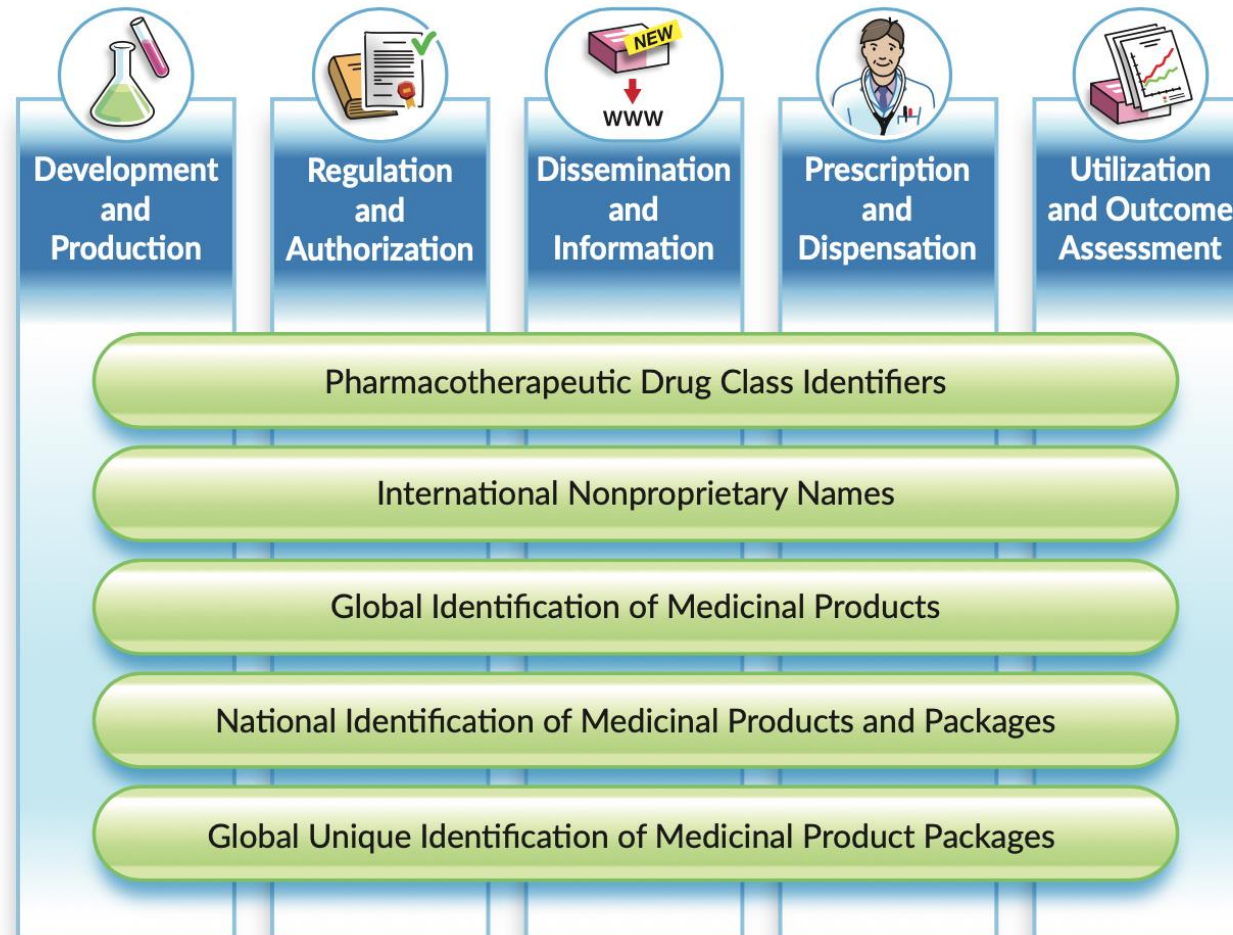 NEW
WWW
Development
and
Production
Regulation
and
Authorization
Dissemination
and
Information
Prescription
and
Dispensation
Utilization
and Outcome
Assessment
Pharmacotherapeutic Drug Class Identifiers
International Nonproprietary Names
Global Identification of Medicinal Products
National Identification of Medicinal Products and Packages
Global Unique Identification of Medicinal Product Packages